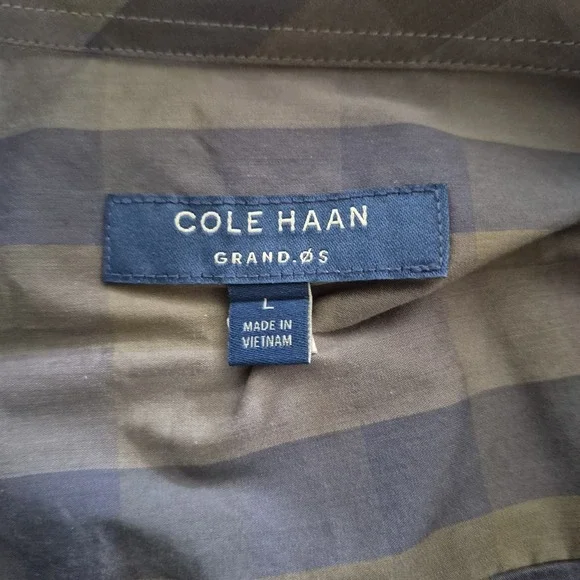 COLE HAAN
GRAND.ØS
L
MADE IN
VIETNAM